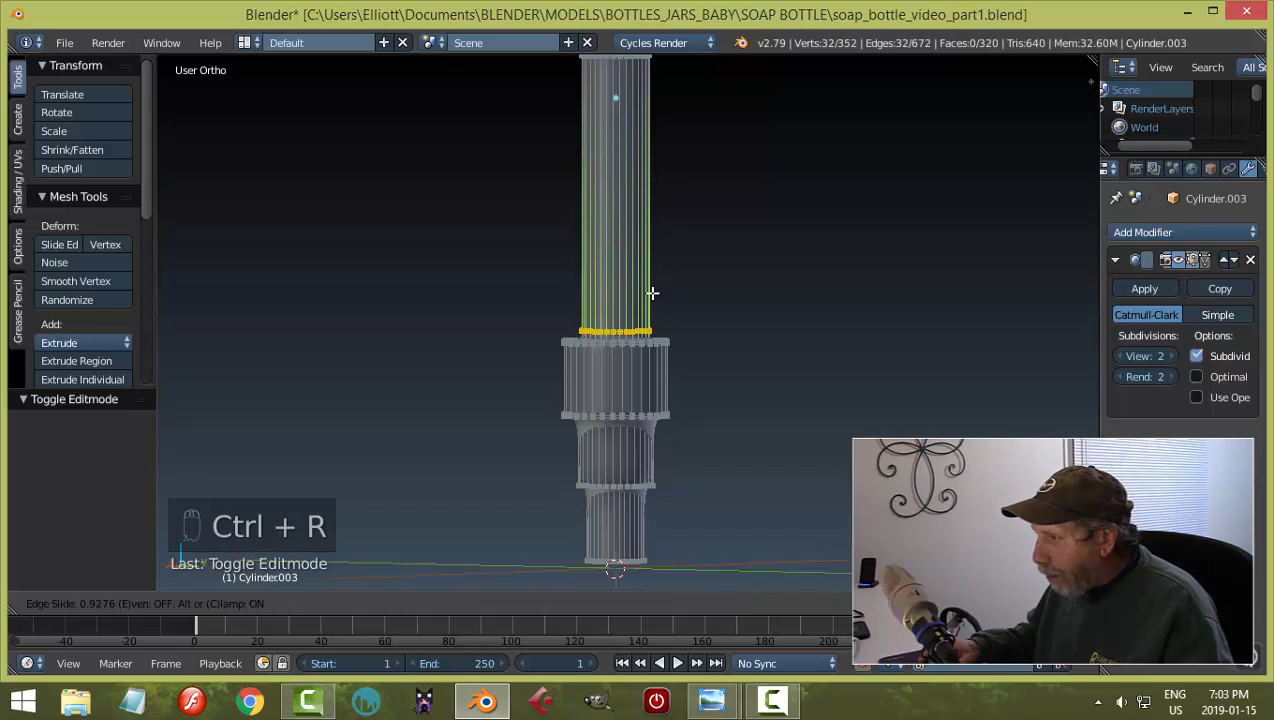 Blender* [C:\Users\Elliott\Documents\BLENDER\MODELS\BOTTLES_JARS_BABY\SOAP BOTTLE\soap_bottle_video_part1.blend]
File Render Window Help Default Scene Cycles Render v2.79 | Verts:32/352 | Edges:32/672 | Faces:0/320 | Tris:640 | Mem:32.60M | Cylinder.003
Tools
Create
Shading / UVs
Options
Grease Pencil
Transform
Translate
Rotate
Scale
Shrink/Fatten
Push/Pull
Mesh Tools
Deform:
Slide Ed Vertex
Noise
Smooth Vertex
Randomize
Add:
Extrude
Extrude Region
Extrude Individual
Toggle Editmode
User Ortho
Ctrl + R
Last: Toggle Editmode
(1) Cylinder.003
Edge Slide: 0.9276 (E)ven: OFF, Alt or (C)lamp: ON
View Search All S
Scene
RenderLayers
World
Cylinder.003
Add Modifier
Apply Copy
Catmull-Clark Simple
Subdivisions: Options:
View: 2 Subdivid
Rend: 2 Optimal
Use Ope
-40 -20 0 20 40 60 80 100 120 140 160 180 200
View Marker Frame Playback Start: 1 End: 250 1 No Sync
ENG 7:03 PM
US 2019-01-15